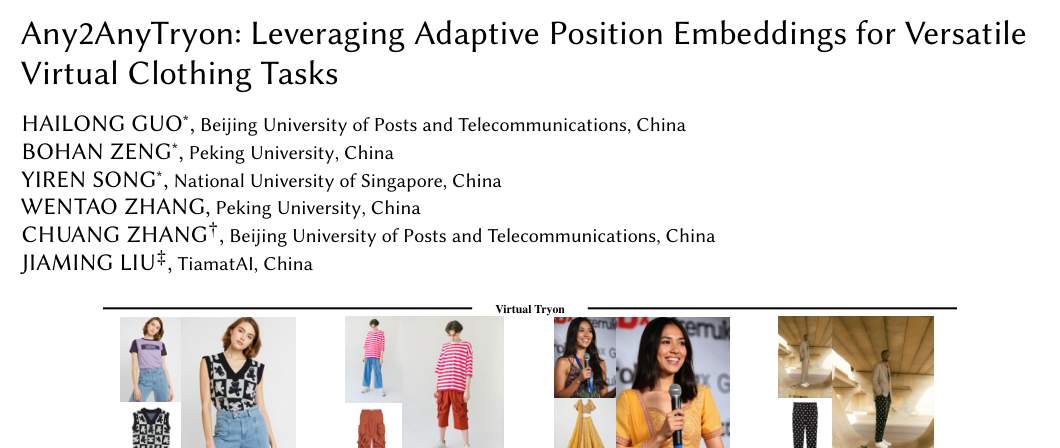 Any2AnyTryon: Leveraging Adaptive Position Embeddings for Versatile
Virtual Clothing Tasks
HAILONG GUO*, Beijing University of Posts and Telecommunications, China
BOHAN ZENG*, Peking University, China
YIREN SONG*, National University of Singapore, China
WENTAO ZHANG, Peking University, China
CHUANG ZHANG†, Beijing University of Posts and Telecommunications, China
JIAMING LIU‡, TiamatAI, China
Virtual Tryon